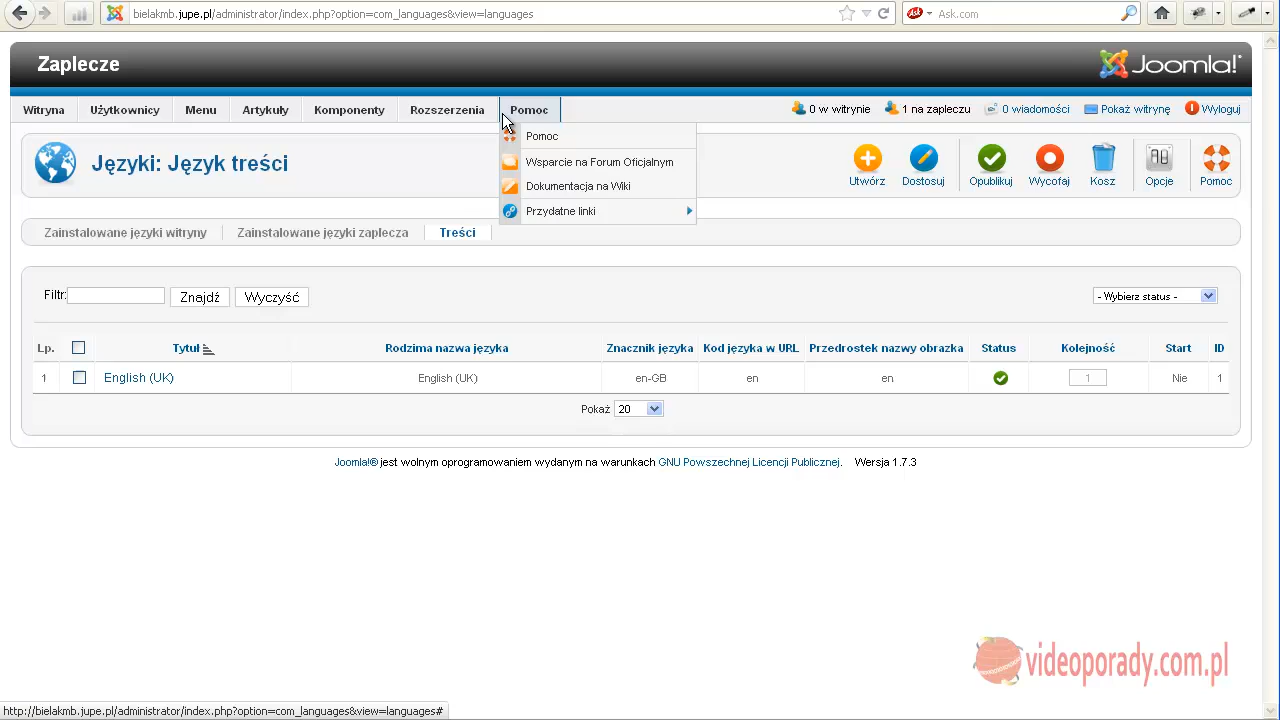 bielakmb.jupe.pl/administrator/index.php?option=com_languages&view=languages
Ask.com
Zaplecze
Joomla!
Witryna Użytkownicy Menu Artykuły Komponenty Rozszerzenia Pomoc
0 w witrynie 1 na zapleczu 0 wiadomości Pokaż witrynę Wyloguj
Pomoc
Wsparcie na Forum Oficjalnym
Dokumentacja na Wiki
Przydatne linki
Języki: Język treści
Utwórz Dostosuj Opublikuj Wycofaj Kosz Opcje Pomoc
Zainstalowane języki witryny Zainstalowane języki zaplecza Treści
Filtr: Znajdź Wyczyść - Wybierz status -
Lp. Tytuł Rodzima nazwa języka Znacznik języka Kod języka w URL Przedrostek nazwy obrazka Status Kolejność Start ID
1 English (UK) English (UK) en-GB en en 1 Nie 1
Pokaż 20
Joomla!® jest wolnym oprogramowaniem wydanym na warunkach GNU Powszechnej Licencji Publicznej. Wersja 1.7.3
videoporady.com.pl
http://bielakmb.jupe.pl/administrator/index.php?option=com_languages&view=languages#